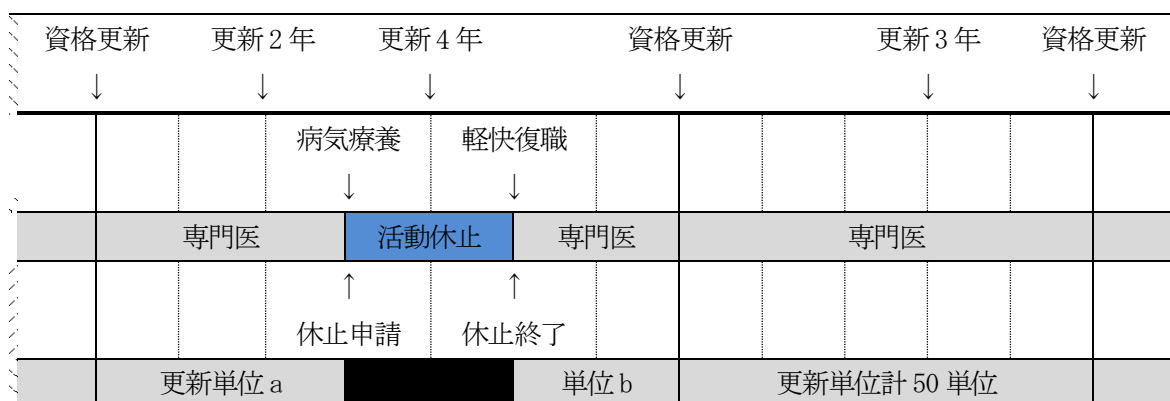 資格更新 更新2年 更新4年 資格更新 更新3年 資格更新
↓ ↓ ↓ ↓ ↓ ↓
病気療養 軽快復職
↓ ↓
専門医 活動休止 専門医 専門医
↑ ↑
休止申請 休止終了
更新単位a 単位b 更新単位計50単位